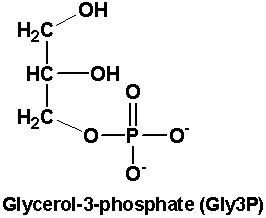 OH
H₂C
HC OH
O
H₂C
O P O⁻
O⁻
Glycerol-3-phosphate (Gly3P)